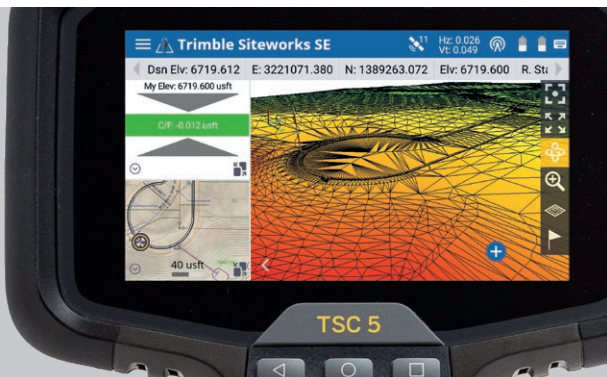 Trimble Siteworks SE
11
Hz: 0.026
Vt: 0.049
Dsn Elv: 6719.612 E: 3221071.380 N: 1389263.072 Elv: 6719.600 R. Sta
My Elev: 6719.600 usft
C/F: -0.012 usft
40 usft
TSC 5